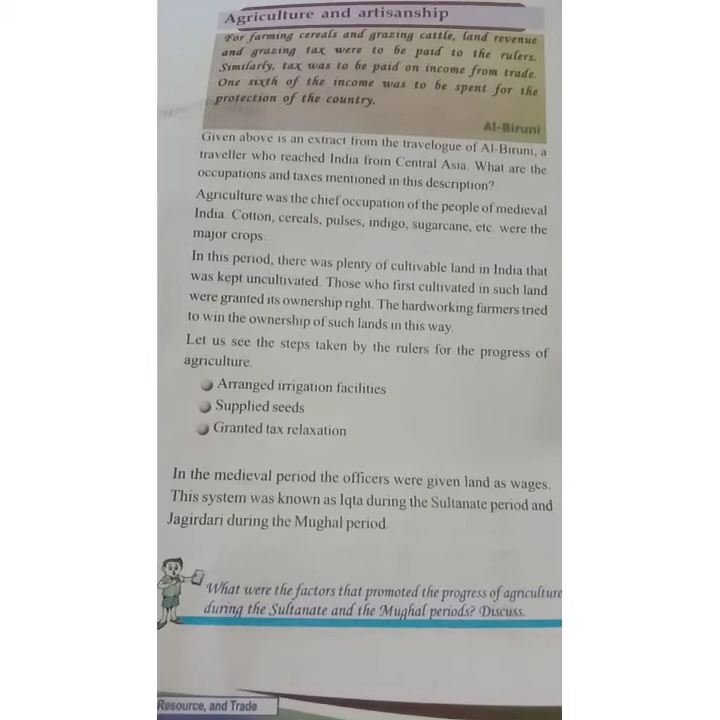 Agriculture and artisanship
For farming cereals and grazing cattle, land revenue
and grazing tax were to be paid to the rulers.
Similarly, tax was to be paid on income from trade.
One sixth of the income was to be spent for the
protection of the country.
Al-Biruni
Given above is an extract from the travelogue of Al-Biruni, a
traveller who reached India from Central Asia. What are the
occupations and taxes mentioned in this description?
Agriculture was the chief occupation of the people of medieval
India. Cotton, cereals, pulses, indigo, sugarcane, etc. were the
major crops.
In this period, there was plenty of cultivable land in India that
was kept uncultivated. Those who first cultivated in such land
were granted its ownership right. The hardworking farmers tried
to win the ownership of such lands in this way.
Let us see the steps taken by the rulers for the progress of
agriculture.
Arranged irrigation facilities
Supplied seeds
Granted tax relaxation
In the medieval period the officers were given land as wages.
This system was known as Iqta during the Sultanate period and
Jagirdari during the Mughal period.
What were the factors that promoted the progress of agriculture
during the Sultanate and the Mughal periods? Discuss.
Resource, and Trade